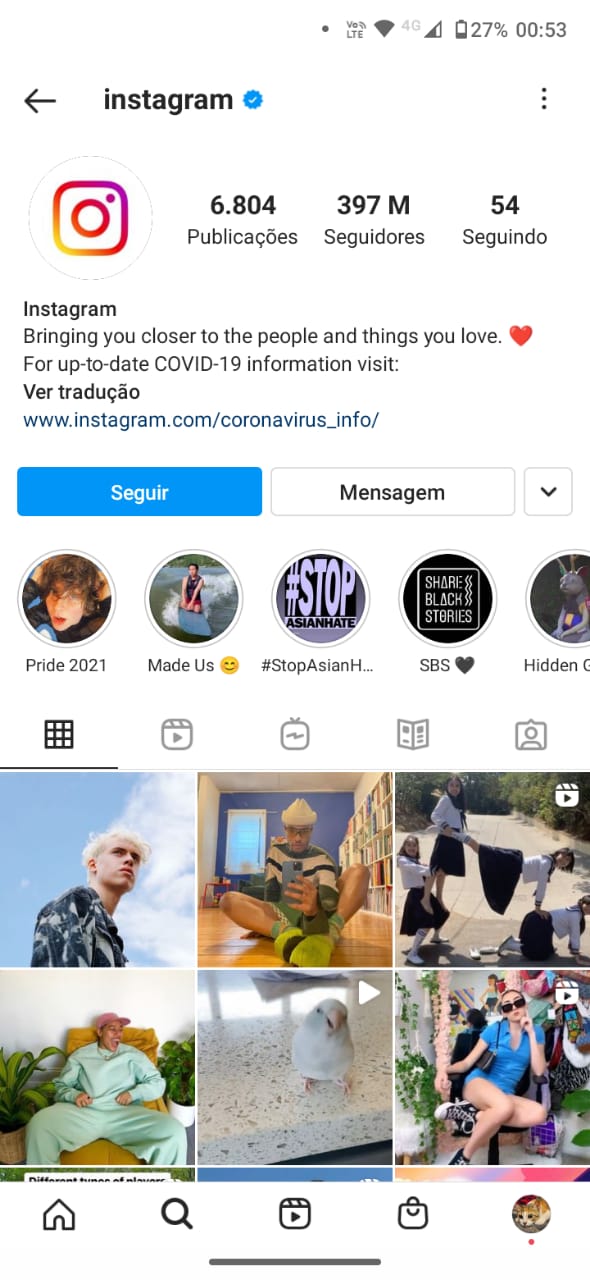 Vo)) LTE 4G 27% 00:53
instagram
6.804 397 M 54
Publicações Seguidores Seguindo
Instagram
Bringing you closer to the people and things you love. ❤️
For up-to-date COVID-19 information visit:
Ver tradução
www.instagram.com/coronavirus_info/
Seguir Mensagem
#STOP
ASIANHATE
SHARE
BLACK
STORIES
Pride 2021 Made Us 😊 #StopAsianH... SBS 🖤 Hidden G
Different types of players